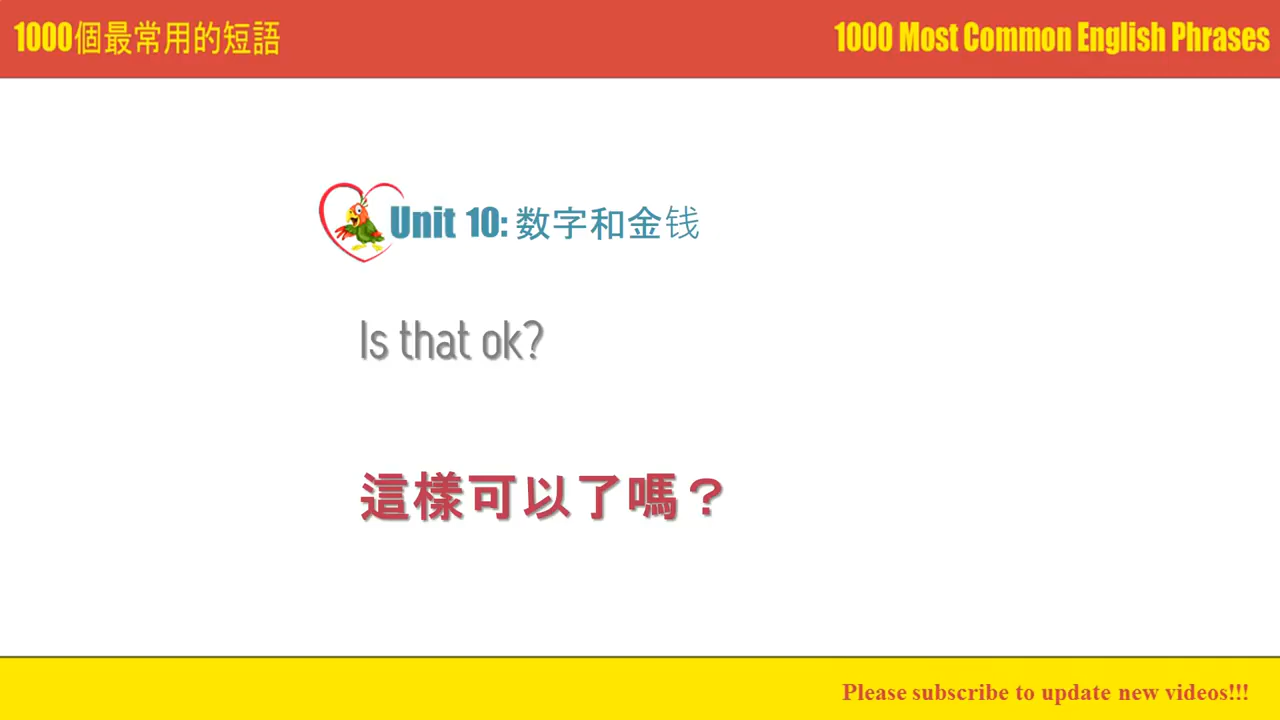 1000個最常用的短語
1000 Most Common English Phrases
Unit 10: 数字和金钱
Is that ok?
這樣可以了嗎？
Please subscribe to update new videos!!!